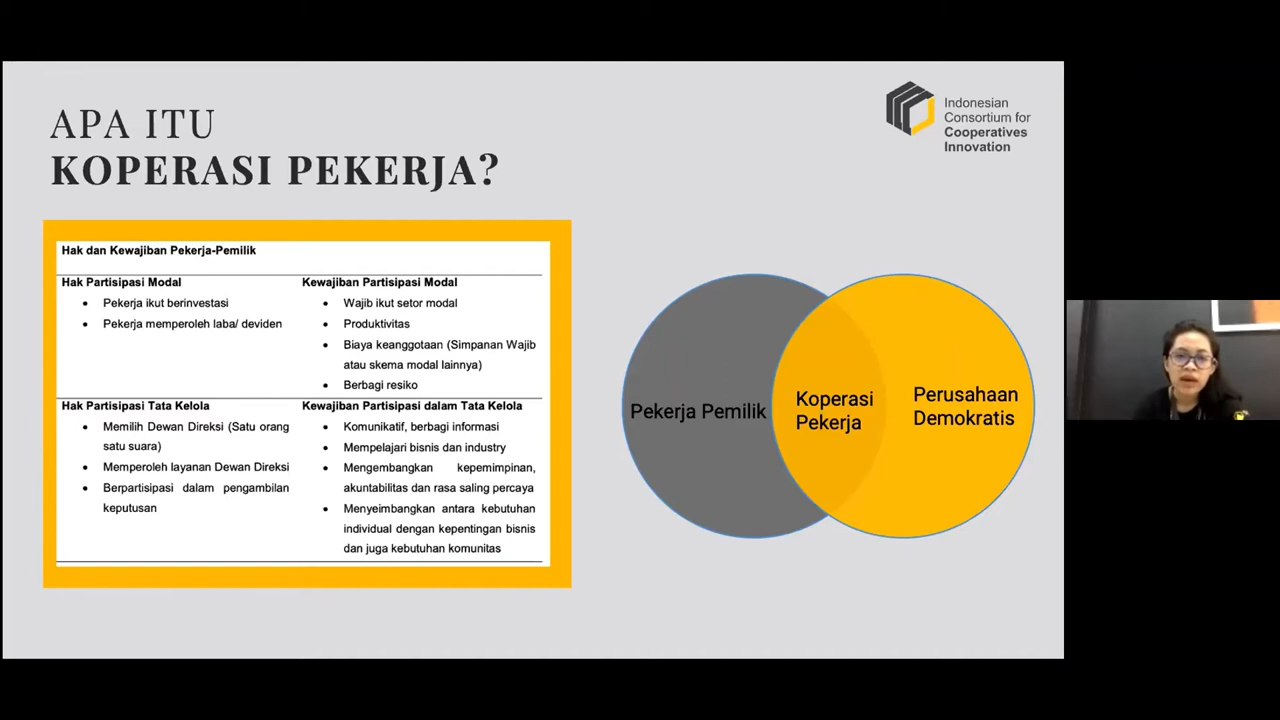 APA ITU
KOPERASI PEKERJA?
Indonesian
Consortium for
Cooperatives
Innovation
Hak dan Kewajiban Pekerja-Pemilik
Hak Partisipasi Modal
Pekerja ikut berinvestasi
Pekerja memperoleh laba/ deviden
Kewajiban Partisipasi Modal
Wajib ikut setor modal
Produktivitas
Biaya keanggotaan (Simpanan Wajib
atau skema modal lainnya)
Berbagi resiko
Hak Partisipasi Tata Kelola
Memilih Dewan Direksi (Satu orang
satu suara)
Memperoleh layanan Dewan Direksi
Berpartisipasi dalam pengambilan
keputusan
Kewajiban Partisipasi dalam Tata Kelola
Komunikatif, berbagi informasi
Mempelajari bisnis dan industry
Mengembangkan kepemimpinan,
akuntabilitas dan rasa saling percaya
Menyeimbangkan antara kebutuhan
individual dengan kepentingan bisnis
dan juga kebutuhan komunitas
Pekerja Pemilik
Koperasi
Pekerja
Perusahaan
Demokratis